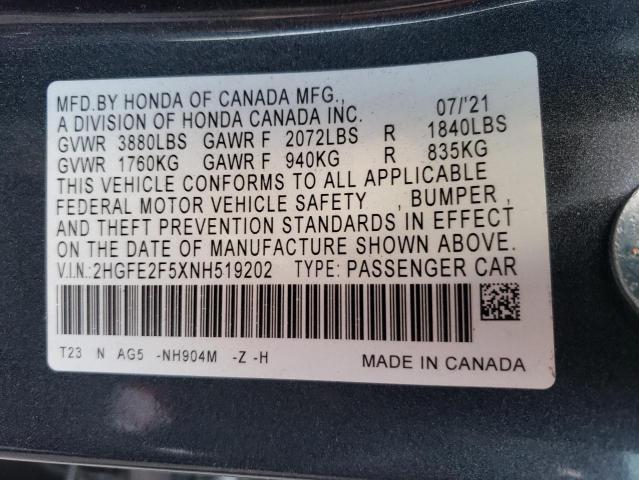 MFD.BY HONDA OF CANADA MFG., 07/'21
A DIVISION OF HONDA CANADA INC.
GVWR 3880LBS GAWR F 2072LBS R 1840LBS
GVWR 1760KG GAWR F 940KG R 835KG
THIS VEHICLE CONFORMS TO ALL APPLICABLE
FEDERAL MOTOR VEHICLE SAFETY , BUMPER ,
AND THEFT PREVENTION STANDARDS IN EFFECT
ON THE DATE OF MANUFACTURE SHOWN ABOVE.
V.I.N.:2HGFE2F5XNH519202 TYPE: PASSENGER CAR
T23 N AG5 -NH904M -Z -H
MADE IN CANADA